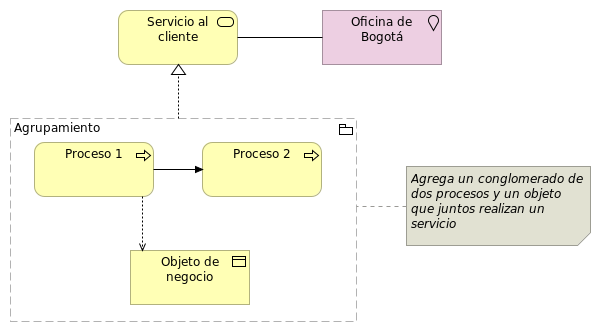 Servicio al
cliente
Oficina de
Bogotá
Agrupamiento
Proceso 1
Proceso 2
Objeto de
negocio
Agrega un conglomerado de
dos procesos y un objeto
que juntos realizan un
servicio